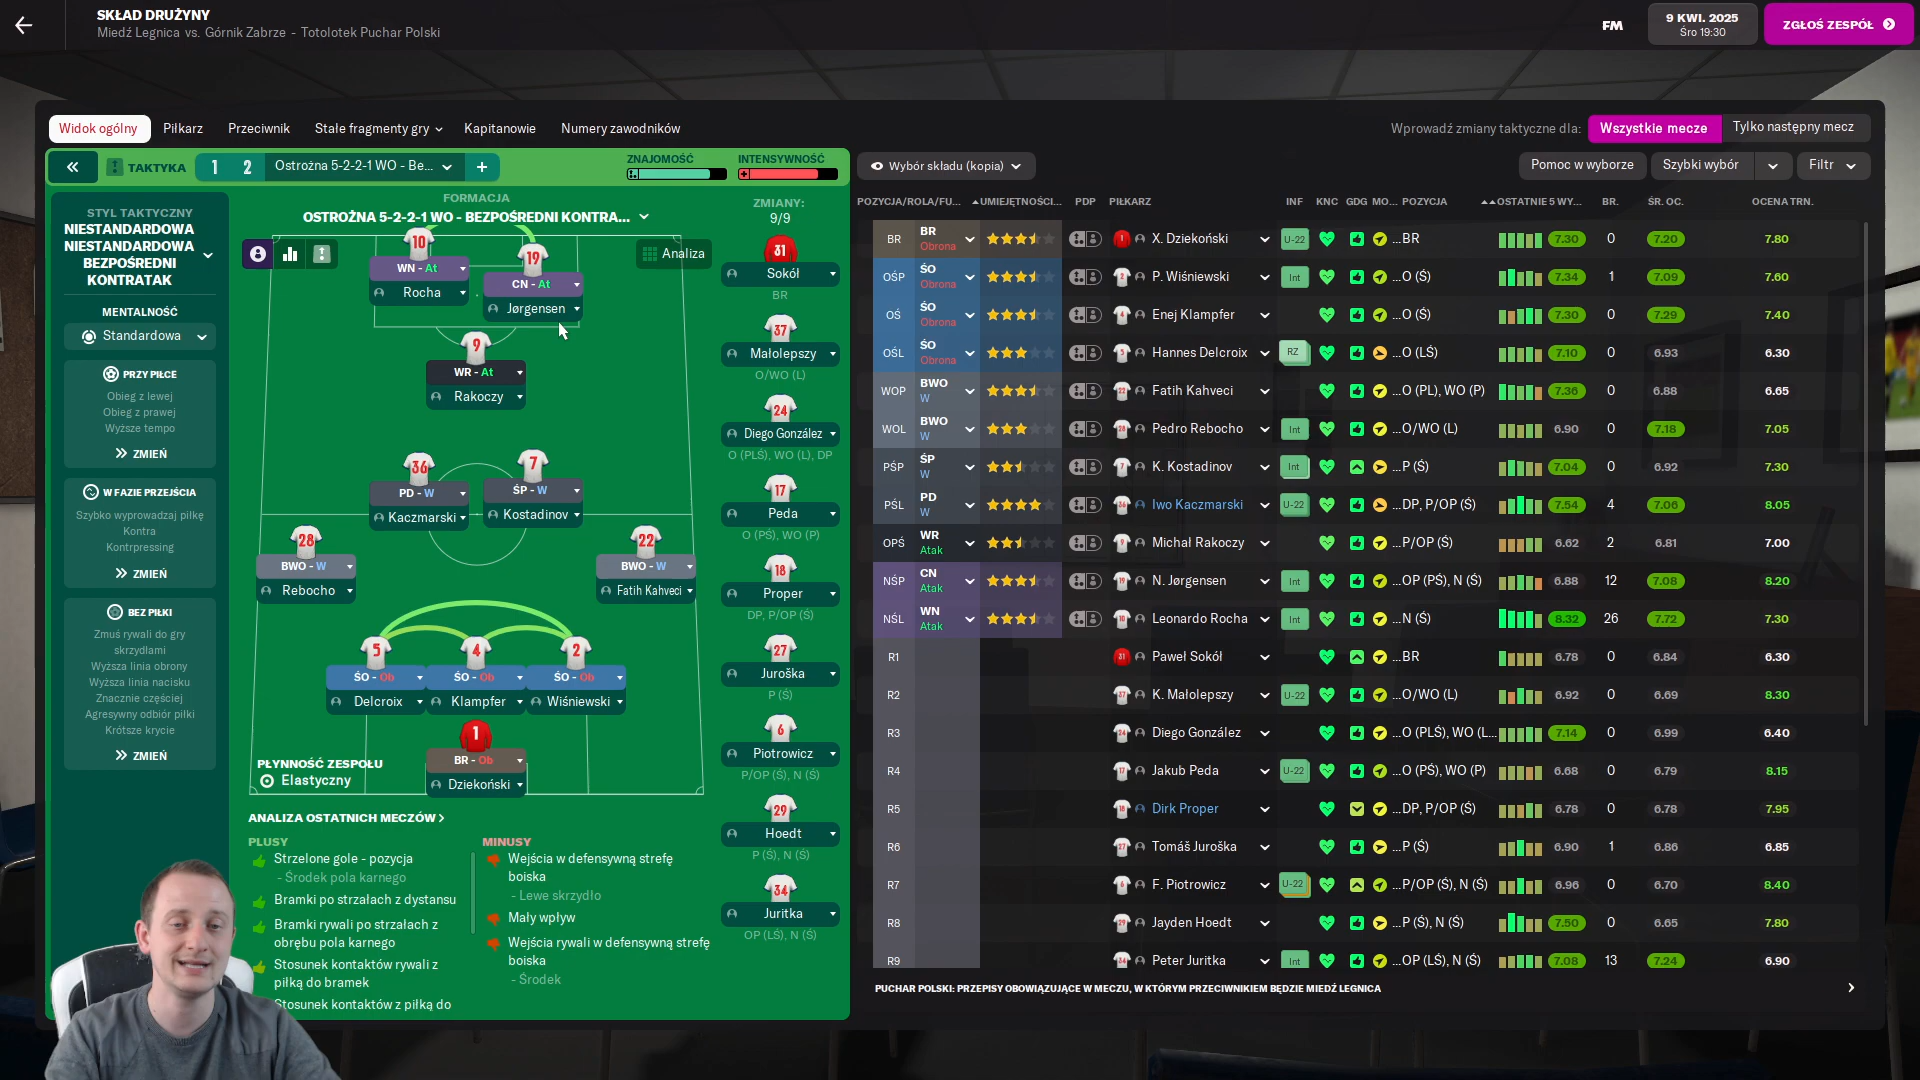 SKŁAD DRUŻYNY
Miedź Legnica vs. Górnik Zabrze - Totolotek Puchar Polski
FM
9 KWI. 2025
Śro 19:30
ZGŁOŚ ZESPÓŁ
Widok ogólny Piłkarz Przeciwnik Stałe fragmenty gry Kapitanowie Numery zawodników
Wprowadź zmiany taktyczne dla: Wszystkie mecze Tylko następny mecz
TAKTYKA 1 2 Ostrożna 5-2-2-1 WO - Be... +
ZNAJOMOŚĆ INTENSYWNOŚĆ
Wybór składu (kopia) Pomoc w wyborze Szybki wybór Filtr
STYL TAKTYCZNY
NIESTANDARDOWA
NIESTANDARDOWA
BEZPOŚREDNI
KONTRATAK
MENTALNOŚĆ
Standardowa
PRZY PIŁCE
Obieg z lewej
Obieg z prawej
Wyższe tempo
ZMIEŃ
W FAZIE PRZEJŚCIA
Szybko wyprowadzaj piłkę
Kontra
Kontrpressing
ZMIEŃ
BEZ PIŁKI
Zmuś rywali do gry
skrzydłami
Wyższa linia obrony
Wyższa linia nacisku
Znacznie częściej
Agresywny odbiór piłki
Krótsze krycie
ZMIEŃ
FORMACJA
OSTROŻNA 5-2-2-1 WO - BEZPOŚREDNI KONTRA...
Analiza
10
WN - At
Rocha
19
CN - At
Jørgensen
9
WR - At
Rakoczy
36
PD - W
Kaczmarski
7
ŚP - W
Kostadinov
28
BWO - W
Rebocho
22
BWO - W
Fatih Kahveci
5
ŚO - Ob
Delcroix
4
ŚO - Ob
Klampfer
2
ŚO - Ob
Wiśniewski
1
BR - Ob
Dziekoński
PŁYNNOŚĆ ZESPOŁU
Elastyczny
ZMIANY:
9/9
31
Sokół
BR
37
Małolepszy
O/WO (L)
24
Diego González
O (PLŚ), WO (L), DP
17
Peda
O (PŚ), WO (P)
18
Proper
DP, P/OP (Ś)
27
Juroška
P (Ś)
6
Piotrowicz
P/OP (Ś), N (Ś)
29
Hoedt
P (Ś), N (Ś)
34
Juritka
OP (LŚ), N (Ś)
ANALIZA OSTATNICH MECZÓW >
PLUSY
Strzelone gole - pozycja
- Środek pola karnego
Bramki po strzałach z dystansu
Bramki rywali po strzałach z
obrębu pola karnego
Stosunek kontaktów rywali z
piłką do bramek
Stosunek kontaktów z piłką do
MINUSY
Wejścia w defensywną strefę
boiska
- Lewe skrzydło
Mały wpływ
Wejścia rywali w defensywną strefę
boiska
- Środek
POZYCJA/ROLA/FU... UMIEJĘTNOŚCI... PDP PIŁKARZ INF KNC GDG MO... POZYCJA OSTATNIE 5 WY... BR. ŚR. OC. OCENA TRN.
BR BR Obrona X. Dziekoński U-22 ...BR 7.30 0 7.20 7.80
OŚP ŚO Obrona P. Wiśniewski Int ...O (Ś) 7.34 1 7.09 7.60
OŚ ŚO Obrona Enej Klampfer ...O (Ś) 7.30 0 7.29 7.40
OŚL ŚO Obrona Hannes Delcroix RZ ...O (LŚ) 7.10 0 6.93 6.30
WOP BWO W Fatih Kahveci ...O (PL), WO (P) 7.36 0 6.88 6.65
WOL BWO W Pedro Rebocho Int ...O/WO (L) 6.90 0 7.18 7.05
PŚP ŚP W K. Kostadinov Int ...P (Ś) 7.04 0 6.92 7.30
PŚL PD W Iwo Kaczmarski U-22 ...DP, P/OP (Ś) 7.54 4 7.06 8.05
OPŚ WR Atak Michał Rakoczy ...P/OP (Ś) 6.62 2 6.81 7.00
NŚP CN Atak N. Jørgensen Int ...OP (PŚ), N (Ś) 6.88 12 7.08 8.20
NŚL WN Atak Leonardo Rocha Int ...N (Ś) 8.32 26 7.72 7.30
R1 Paweł Sokół ...BR 6.78 0 6.84 6.30
R2 K. Małolepszy U-22 ...O/WO (L) 6.92 0 6.69 8.30
R3 Diego González ...O (PLŚ), WO (L... 7.14 0 6.99 6.40
R4 Jakub Peda U-22 ...O (PŚ), WO (P) 6.68 0 6.79 8.15
R5 Dirk Proper ...DP, P/OP (Ś) 6.78 0 6.78 7.95
R6 Tomáš Juroška ...P (Ś) 6.90 1 6.86 6.85
R7 F. Piotrowicz U-22 ...P/OP (Ś), N (Ś) 6.96 0 6.70 8.40
R8 Jayden Hoedt ...P (Ś), N (Ś) 7.50 0 6.65 7.80
R9 Peter Juritka Int ...OP (LŚ), N (Ś) 7.08 13 7.24 6.90
PUCHAR POLSKI: PRZEPISY OBOWIĄZUJĄCE W MECZU, W KTÓRYM PRZECIWNIKIEM BĘDZIE MIEDŹ LEGNICA